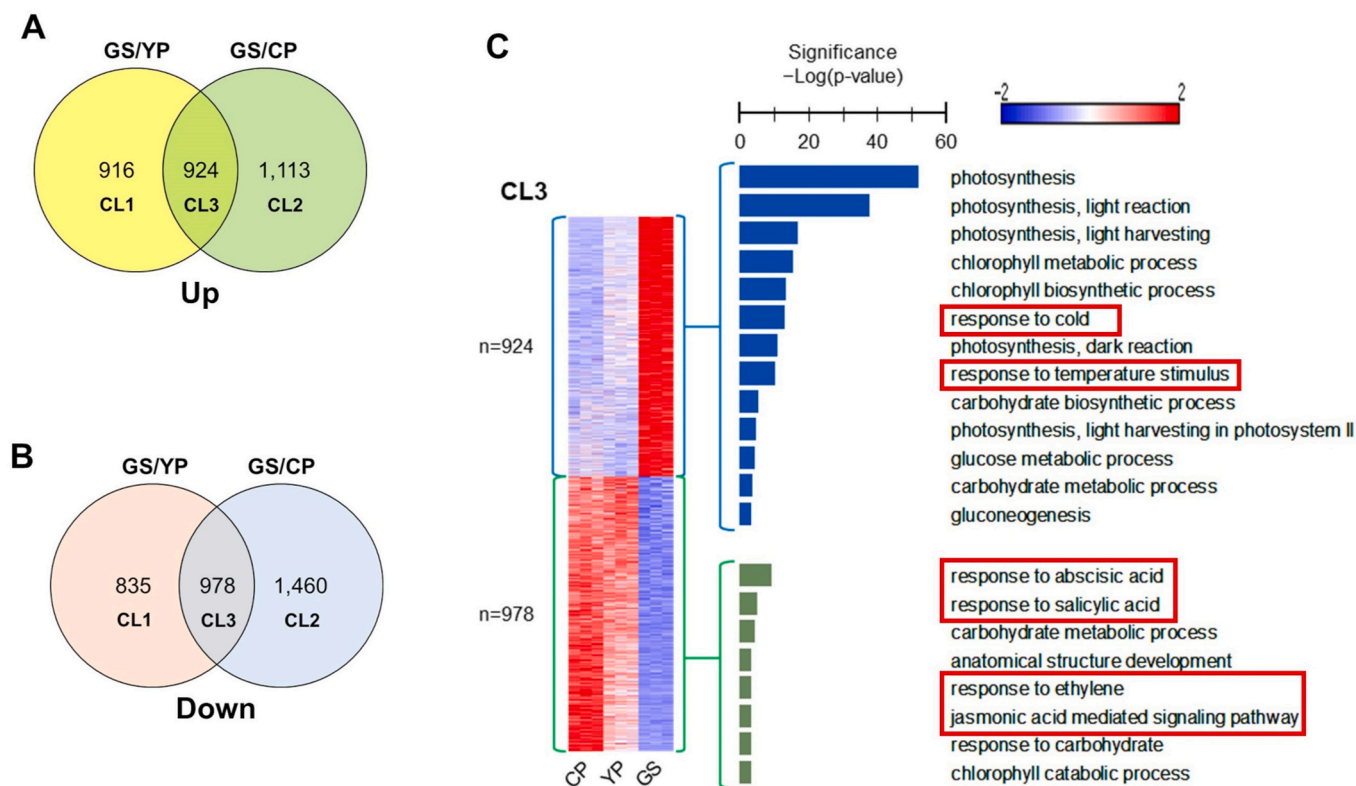 A
GS/YP GS/CP
916 924 1,113
CL1 CL3 CL2
Up
B
GS/YP GS/CP
835 978 1,460
CL1 CL3 CL2
Down
C
Significance
−Log(p-value)
0 20 40 60
-2 2
CL3
n=924
n=978
CP YP GS
photosynthesis
photosynthesis, light reaction
photosynthesis, light harvesting
chlorophyll metabolic process
chlorophyll biosynthetic process
response to cold
photosynthesis, dark reaction
response to temperature stimulus
carbohydrate biosynthetic process
photosynthesis, light harvesting in photosystem II
glucose metabolic process
carbohydrate metabolic process
gluconeogenesis
response to abscisic acid
response to salicylic acid
carbohydrate metabolic process
anatomical structure development
response to ethylene
jasmonic acid mediated signaling pathway
response to carbohydrate
chlorophyll catabolic process